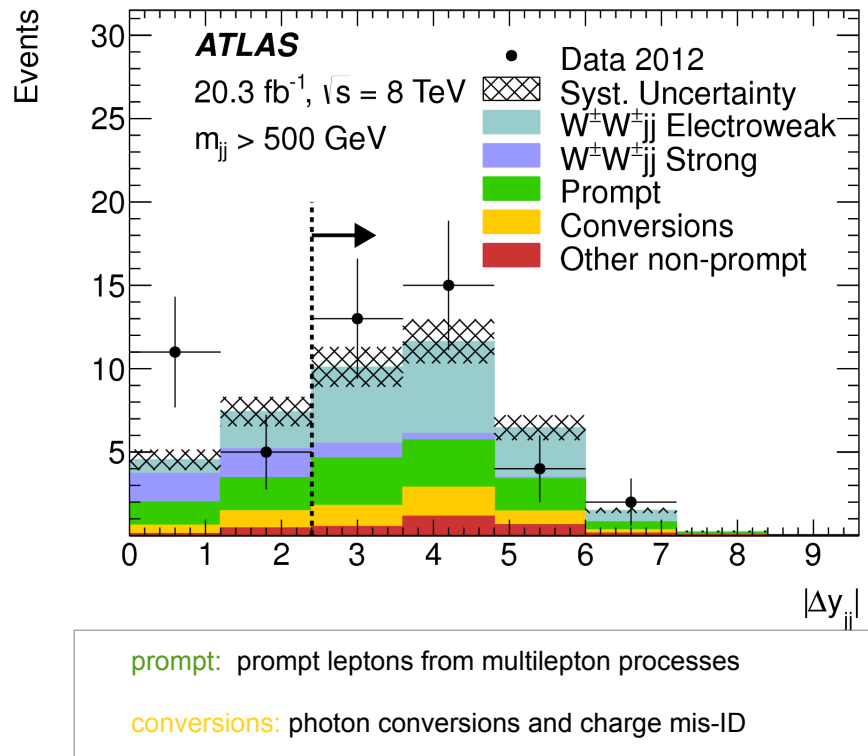 Events
30
25
20
15
10
5
ATLAS
20.3 fb⁻¹, √s = 8 TeV
m_jj > 500 GeV
Data 2012
Syst. Uncertainty
W±W±jj Electroweak
W±W±jj Strong
Prompt
Conversions
Other non-prompt
0 1 2 3 4 5 6 7 8 9
|Δy_jj|
prompt: prompt leptons from multilepton processes
conversions: photon conversions and charge mis-ID